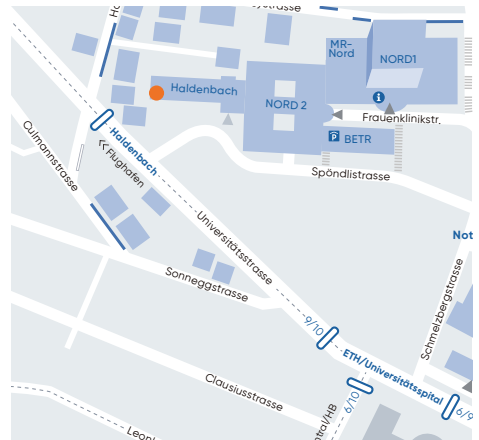 MR-
Nord
NORD1
Haldenbach
NORD 2
i
Frauenklinikstr.
P
BETR
Haldenbach
Flughafen
Culmannstrasse
Spöndlistrasse
Universitätsstrasse
Not
Sonneggstrasse
Schmelzbergstrasse
9/10
ETH/Universitätsspital
Clausiusstrasse
6/10
6/9